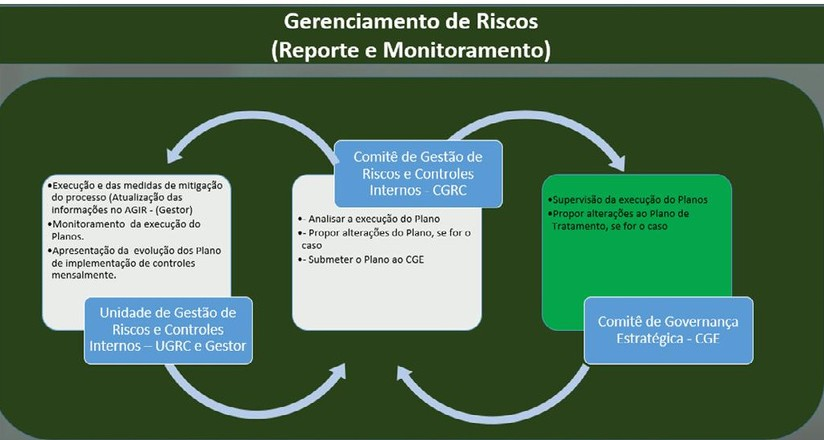 Gerenciamento de Riscos
(Reporte e Monitoramento)
•Execução e das medidas de mitigação
do processo (Atualização das
informações no AGIR - (Gestor)
•Monitoramento da execução do
Planos.
•Apresentação da evolução dos Plano
de implementação de controles
mensalmente.
Unidade de Gestão de
Riscos e Controles
Internos – UGRC e Gestor
Comitê de Gestão de
Riscos e Controles
Internos - CGRC
•- Analisar a execução do Plano
•- Propor alterações do Plano, se for o
caso
•- Submeter o Plano ao CGE
•Supervisão da execução do Planos
•Propor alterações ao Plano de
Tratamento, se for o caso
Comitê de Governança
Estratégica - CGE